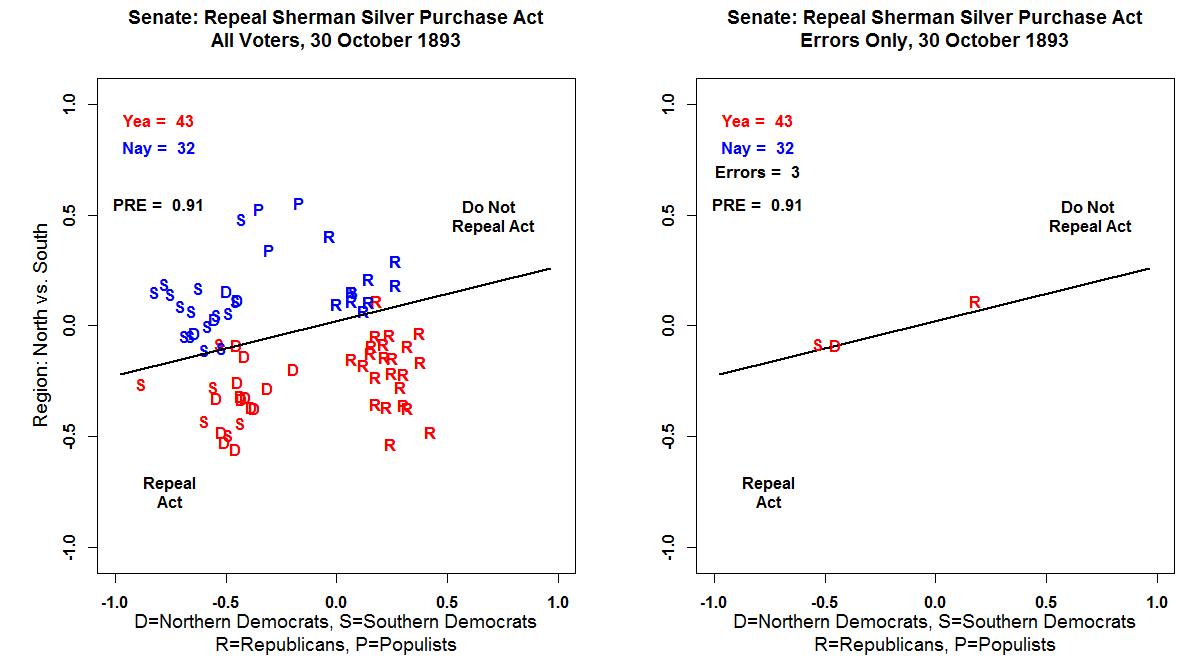 Senate: Repeal Sherman Silver Purchase Act
All Voters, 30 October 1893
Yea = 43
Nay = 32
PRE = 0.91
Do Not
Repeal Act
Repeal
Act
Region: North vs. South
1.0
0.5
0.0
-0.5
-1.0
-1.0 -0.5 0.0 0.5 1.0
D=Northern Democrats, S=Southern Democrats
R=Republicans, P=Populists
Senate: Repeal Sherman Silver Purchase Act
Errors Only, 30 October 1893
Yea = 43
Nay = 32
Errors = 3
PRE = 0.91
Do Not
Repeal Act
R
S D
Repeal
Act
1.0
0.5
0.0
-0.5
-1.0
-1.0 -0.5 0.0 0.5 1.0
D=Northern Democrats, S=Southern Democrats
R=Republicans, P=Populists